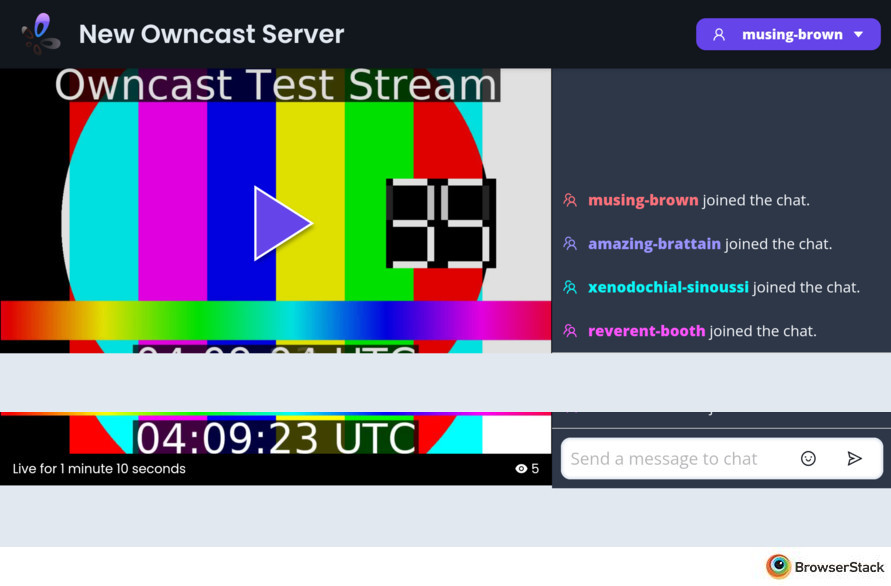 New Owncast Server
musing-brown
Owncast Test Stream
35
musing-brown joined the chat.
amazing-brattain joined the chat.
xenodochial-sinoussi joined the chat.
reverent-booth joined the chat.
04:09:23 UTC
Live for 1 minute 10 seconds
5
Send a message to chat
BrowserStack